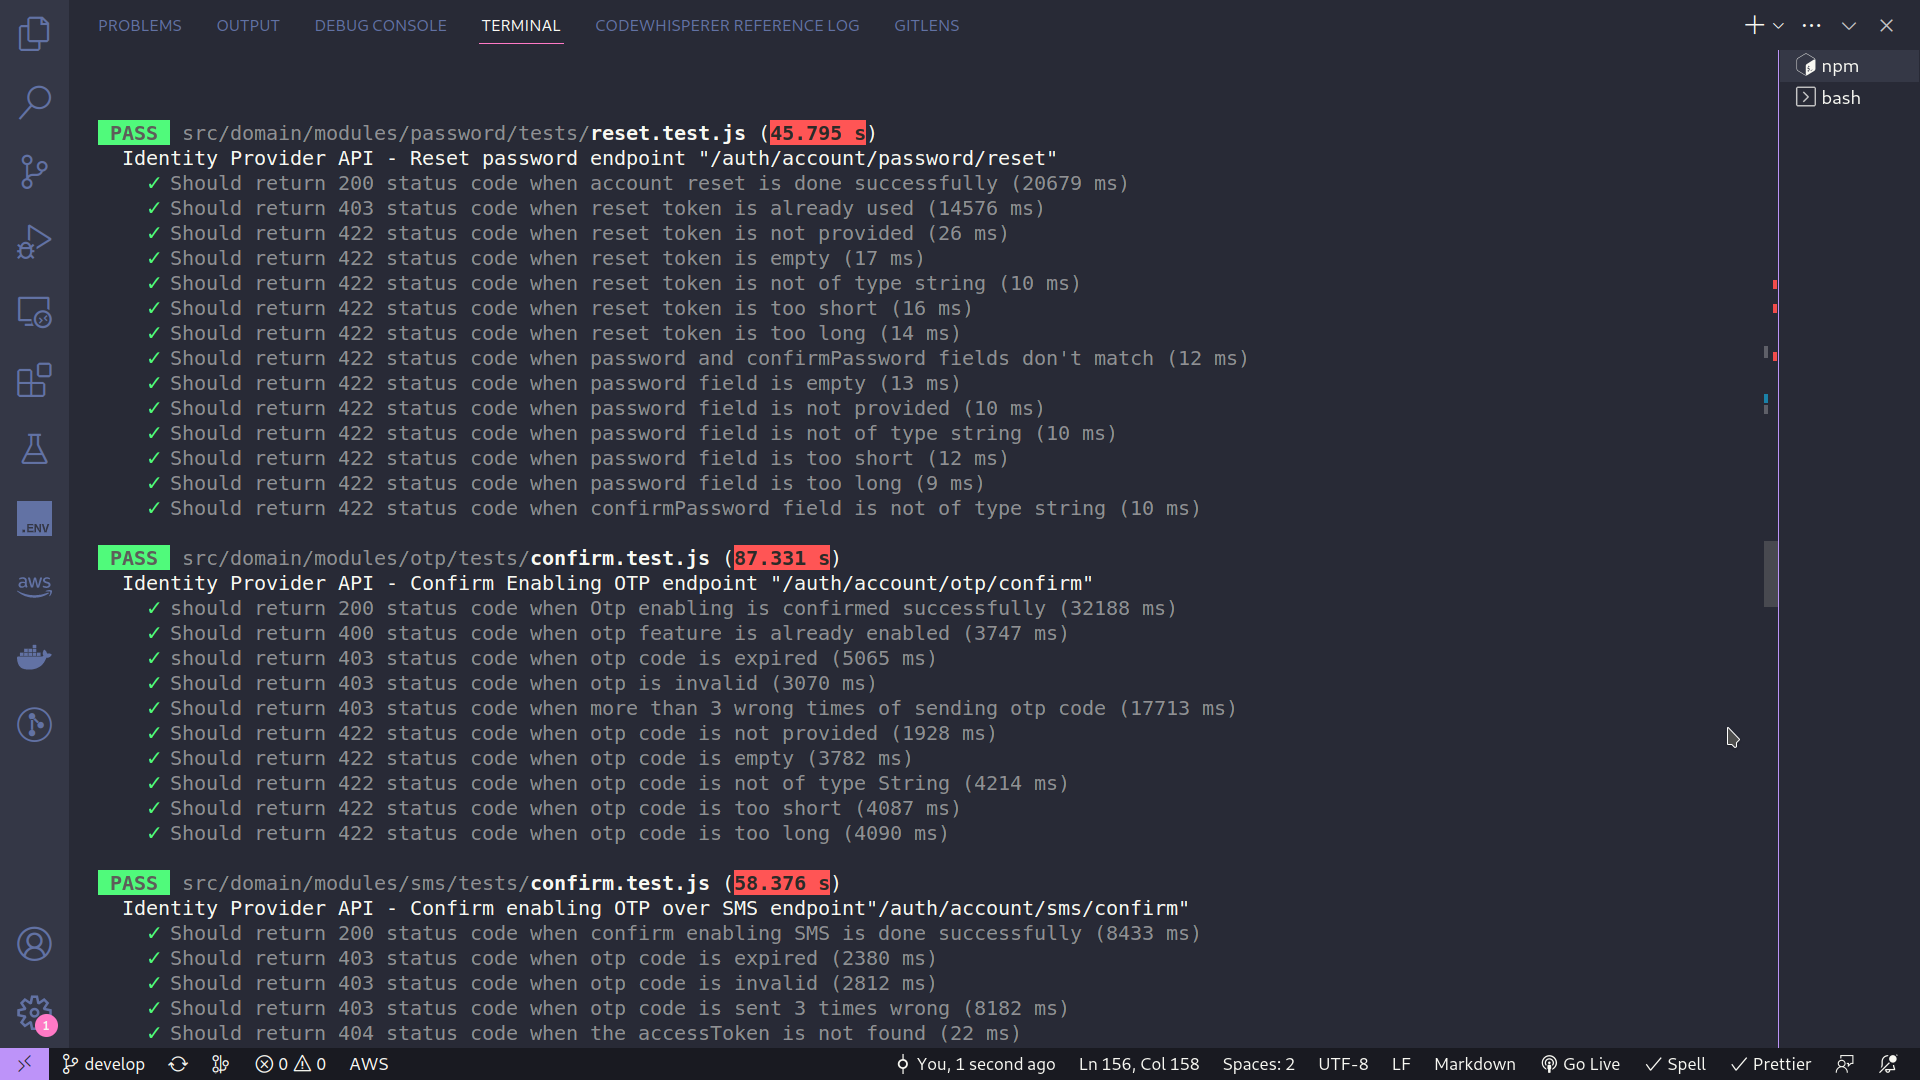 PROBLEMS OUTPUT DEBUG CONSOLE TERMINAL CODEWHISPERER REFERENCE LOG GITLENS
npm
bash
PASS src/domain/modules/password/tests/reset.test.js (45.795 s)
Identity Provider API - Reset password endpoint "/auth/account/password/reset"
✓ Should return 200 status code when account reset is done successfully (20679 ms)
✓ Should return 403 status code when reset token is already used (14576 ms)
✓ Should return 422 status code when reset token is not provided (26 ms)
✓ Should return 422 status code when reset token is empty (17 ms)
✓ Should return 422 status code when reset token is not of type string (10 ms)
✓ Should return 422 status code when reset token is too short (16 ms)
✓ Should return 422 status code when reset token is too long (14 ms)
✓ Should return 422 status code when password and confirmPassword fields don't match (12 ms)
✓ Should return 422 status code when password field is empty (13 ms)
✓ Should return 422 status code when password field is not provided (10 ms)
✓ Should return 422 status code when password field is not of type string (10 ms)
✓ Should return 422 status code when password field is too short (12 ms)
✓ Should return 422 status code when password field is too long (9 ms)
✓ Should return 422 status code when confirmPassword field is not of type string (10 ms)
PASS src/domain/modules/otp/tests/confirm.test.js (87.331 s)
Identity Provider API - Confirm Enabling OTP endpoint "/auth/account/otp/confirm"
✓ should return 200 status code when Otp enabling is confirmed successfully (32188 ms)
✓ Should return 400 status code when otp feature is already enabled (3747 ms)
✓ should return 403 status code when otp code is expired (5065 ms)
✓ Should return 403 status code when otp is invalid (3070 ms)
✓ Should return 403 status code when more than 3 wrong times of sending otp code (17713 ms)
✓ Should return 422 status code when otp code is not provided (1928 ms)
✓ Should return 422 status code when otp code is empty (3782 ms)
✓ Should return 422 status code when otp code is not of type String (4214 ms)
✓ Should return 422 status code when otp code is too short (4087 ms)
✓ Should return 422 status code when otp code is too long (4090 ms)
PASS src/domain/modules/sms/tests/confirm.test.js (58.376 s)
Identity Provider API - Confirm enabling OTP over SMS endpoint"/auth/account/sms/confirm"
✓ Should return 200 status code when confirm enabling SMS is done successfully (8433 ms)
✓ Should return 403 status code when otp code is expired (2380 ms)
✓ Should return 403 status code when otp code is invalid (2812 ms)
✓ Should return 403 status code when otp code is sent 3 times wrong (8182 ms)
✓ Should return 404 status code when the accessToken is not found (22 ms)
.ENV
aws
1
develop 0 0 AWS You, 1 second ago Ln 156, Col 158 Spaces: 2 UTF-8 LF Markdown Go Live Spell Prettier